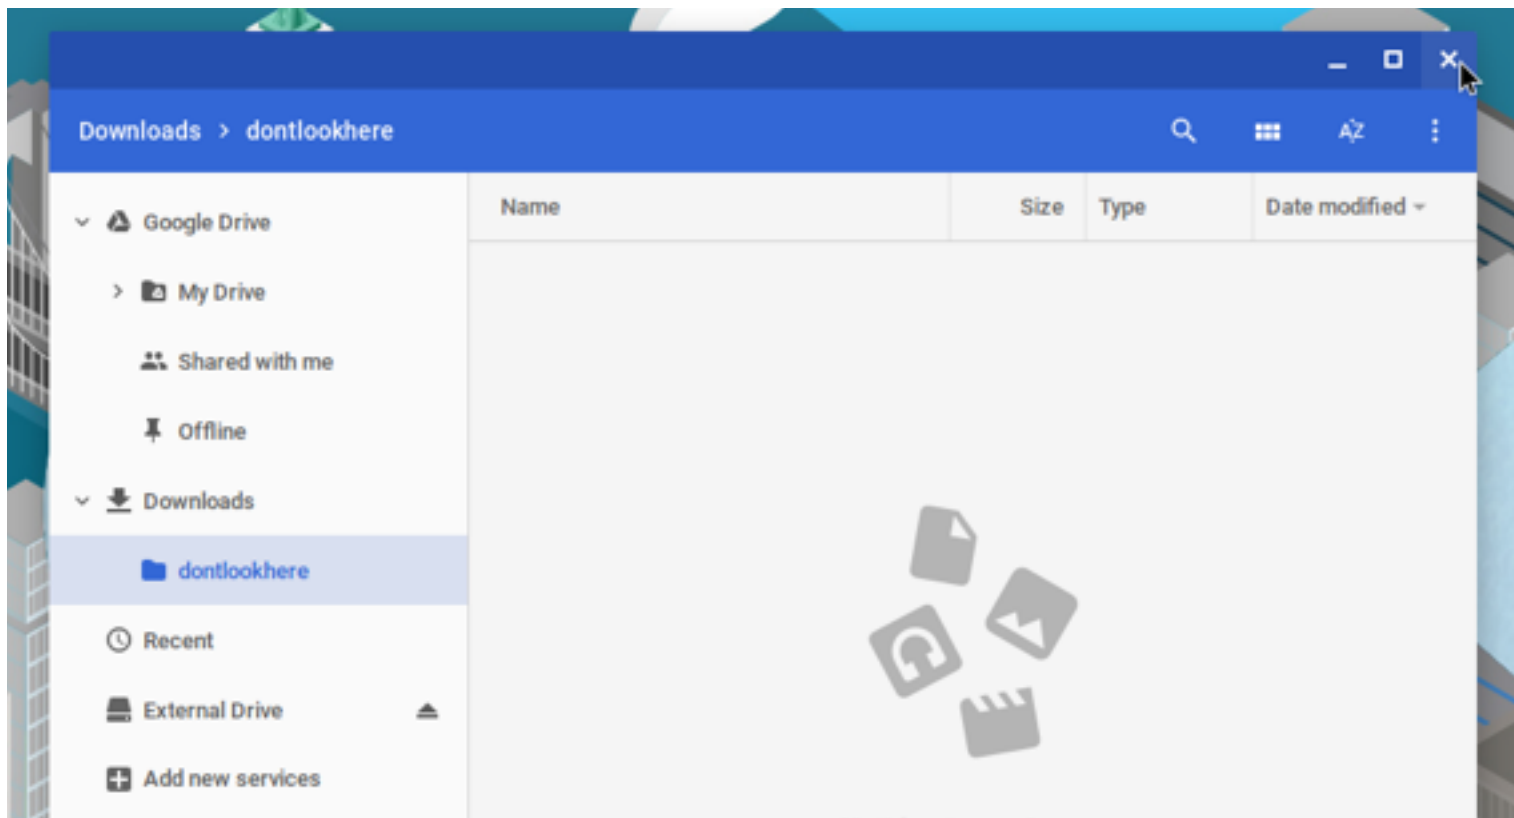 Downloads > dontlookhere
AZ
Google Drive
My Drive
Shared with me
Offline
Downloads
dontlookhere
Recent
External Drive
Add new services
Name Size Type Date modified